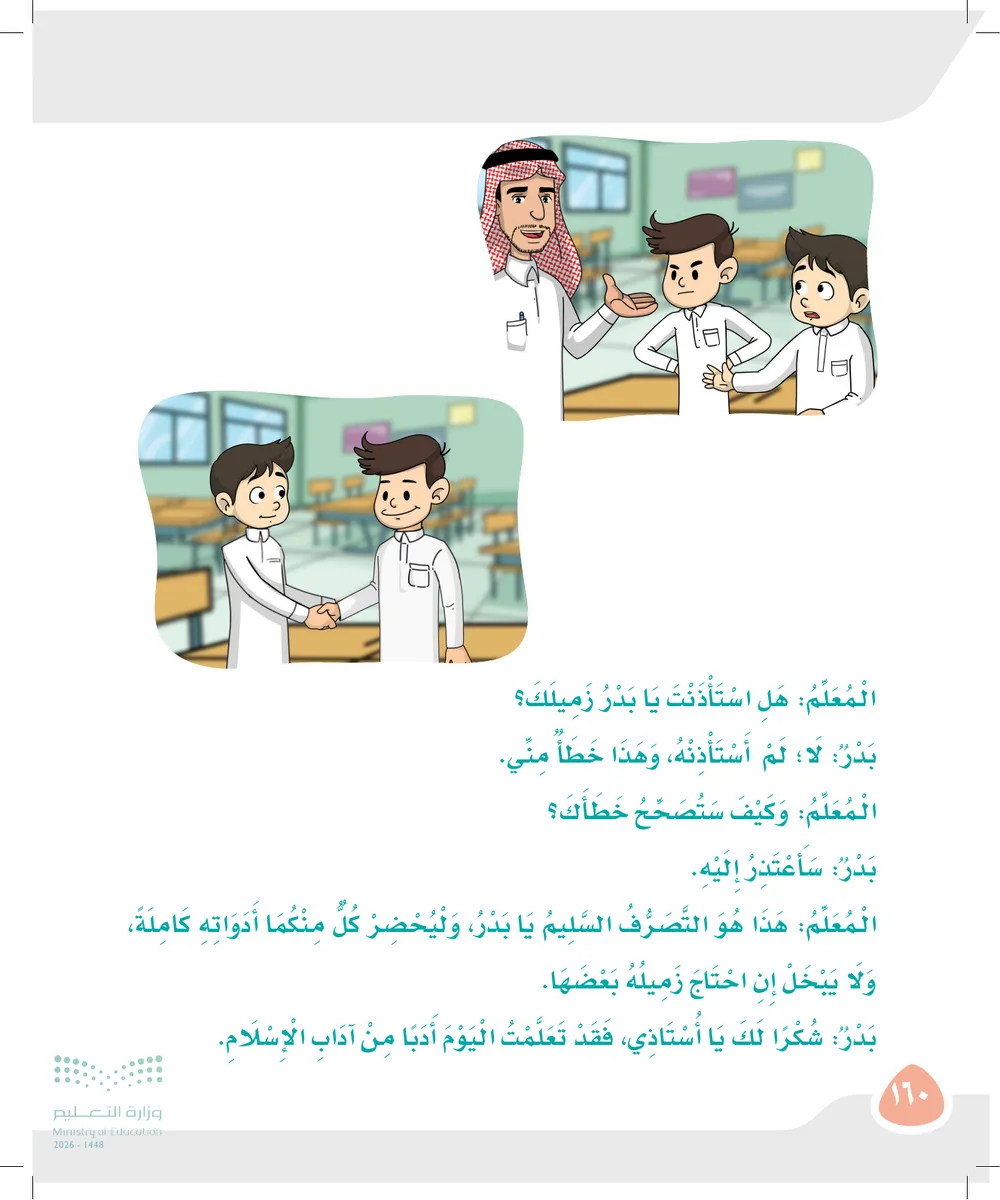 الْمُعَلِّمُ: هَلِ اسْتَأْذَنْتَ يَا بَدْرُ زَمِيلَكَ؟
بَدْرٌ: لَا؛ لَمْ أَسْتَأْذِنْهُ، وَهَذَا خَطَأٌ مِنِّي.
الْمُعَلِّمُ: وَكَيْفَ سَتُصَحِّحُ خَطَأَكَ؟
بَدْرٌ: سَأَعْتَذِرُ إِلَيْهِ.
الْمُعَلِّمُ: هَذَا هُوَ التَّصَرُّفُ السَّلِيمُ يَا بَدْرُ، وَلْيُحْضِرْ كُلٌّ مِنْكُمَا أَدَوَاتِهِ كَامِلَةً،
وَلَا يَبْخَلْ إِنِ احْتَاجَ زَمِيلُهُ بَعْضَهَا.
بَدْرٌ: شُكْرًا لَكَ يَا أُسْتَاذِي، فَقَدْ تَعَلَّمْتُ الْيَوْمَ أَدَبًا مِنْ آدَابِ الْإِسْلَامِ.
١٦٠
وزارة التعـــليم
Ministry of Education
2026 - 1448